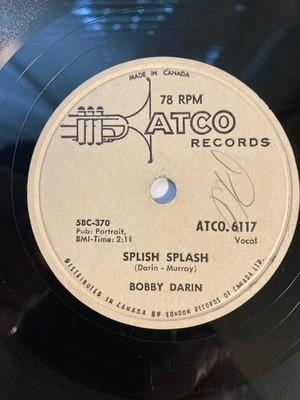 MADE IN CANADA
78 RPM
ATCO
RECORDS
58C-370
Pub: Portrait,
BMI-Time: 2:11
ATCO. 6117
Vocal
SPLISH SPLASH
(Darin - Murray)
BOBBY DARIN
DISTRIBUTED IN CANADA BY LONDON RECORDS OF CANADA LTD.